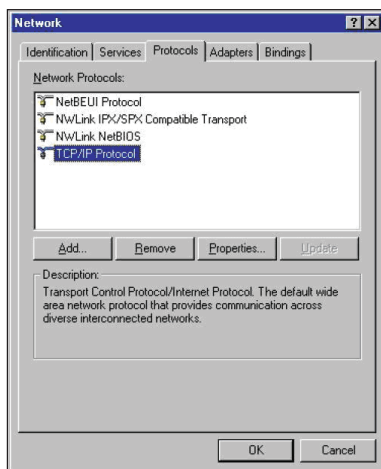 Network
Identification Services Protocols Adapters Bindings
Network Protocols:
NetBEUI Protocol
NWLink IPX/SPX Compatible Transport
NWLink NetBIOS
TCP/IP Protocol
Add... Remove Properties... Update
Description:
Transport Control Protocol/Internet Protocol. The default wide
area network protocol that provides communication across
diverse interconnected networks.
OK Cancel